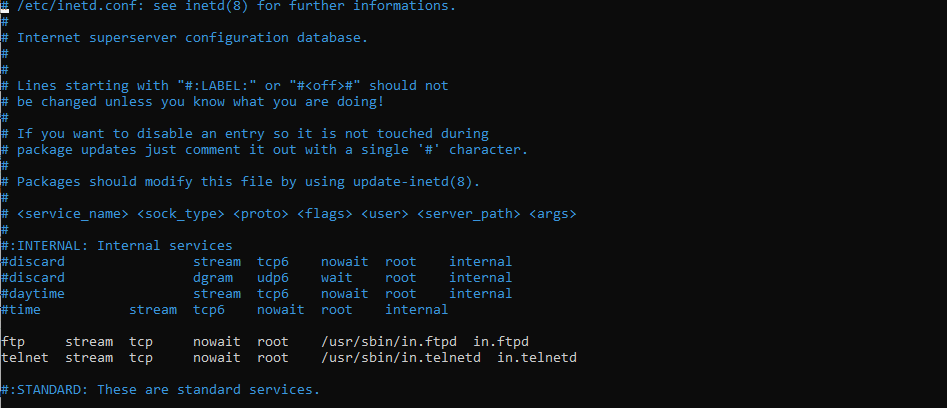 # /etc/inetd.conf: see inetd(8) for further informations.
#
# Internet superserver configuration database.
#
#
# Lines starting with "#:LABEL:" or "#<off>#" should not
# be changed unless you know what you are doing!
#
# If you want to disable an entry so it is not touched during
# package updates just comment it out with a single '#' character.
#
# Packages should modify this file by using update-inetd(8).
#
# <service_name> <sock_type> <proto> <flags> <user> <server_path> <args>
#
#:INTERNAL: Internal services
#discard                stream  tcp6    nowait  root    internal
#discard                dgram   udp6    wait    root    internal
#daytime                stream  tcp6    nowait  root    internal
#time           stream  tcp6    nowait  root    internal

ftp     stream  tcp     nowait  root    /usr/sbin/in.ftpd  in.ftpd
telnet  stream  tcp     nowait  root    /usr/sbin/in.telnetd  in.telnetd

#:STANDARD: These are standard services.